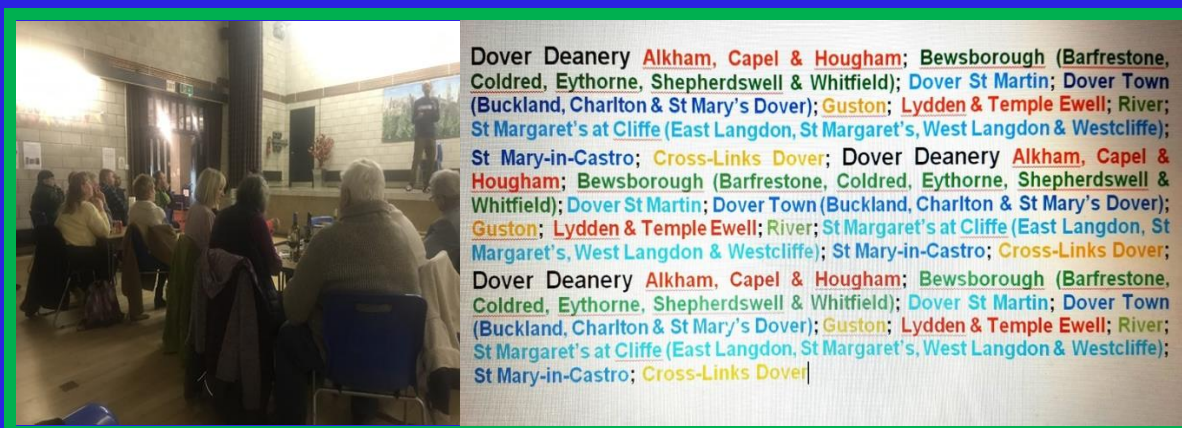 Dover Deanery Alkham, Capel & Hougham; Bewsborough (Barfrestone,
Coldred, Eythorne, Shepherdswell & Whitfield); Dover St Martin; Dover Town
(Buckland, Charlton & St Mary's Dover); Guston; Lydden & Temple Ewell; River;
St Margaret's at Cliffe (East Langdon, St Margaret's, West Langdon & Westcliffe);
St Mary-in-Castro; Cross-Links Dover; Dover Deanery Alkham, Capel &
Hougham; Bewsborough (Barfrestone, Coldred, Eythorne, Shepherdswell &
Whitfield); Dover St Martin; Dover Town (Buckland, Charlton & St Mary's Dover);
Guston; Lydden & Temple Ewell; River; St Margaret's at Cliffe (East Langdon, St
Margaret's, West Langdon & Westcliffe); St Mary-in-Castro; Cross-Links Dover;
Dover Deanery Alkham, Capel & Hougham; Bewsborough (Barfrestone,
Coldred, Eythorne, Shepherdswell & Whitfield); Dover St Martin; Dover Town
(Buckland, Charlton & St Mary's Dover); Guston; Lydden & Temple Ewell; River;
St Margaret's at Cliffe (East Langdon, St Margaret's, West Langdon & Westcliffe);
St Mary-in-Castro; Cross-Links Dover